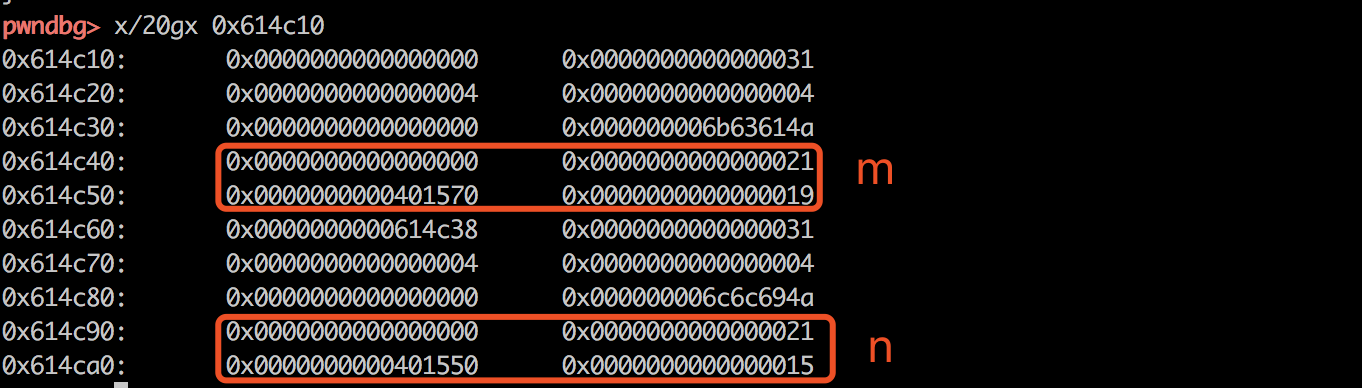 pwndbg> x/20gx 0x614c10
0x614c10: 0x0000000000000000 0x0000000000000031
0x614c20: 0x0000000000000004 0x0000000000000004
0x614c30: 0x0000000000000000 0x000000006b63614a
0x614c40: 0x0000000000000000 0x0000000000000021 m
0x614c50: 0x0000000000401570 0x0000000000000019
0x614c60: 0x0000000000614c38 0x0000000000000031
0x614c70: 0x0000000000000004 0x0000000000000004
0x614c80: 0x0000000000000000 0x000000006c6c694a
0x614c90: 0x0000000000000000 0x0000000000000021 n
0x614ca0: 0x0000000000401550 0x0000000000000015